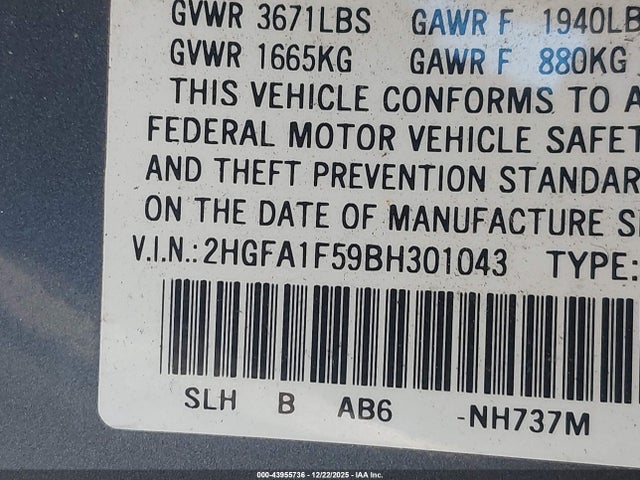 GVWR 3671LBS GAWR F 1940LB
GVWR 1665KG GAWR F 880KG
THIS VEHICLE CONFORMS TO A
FEDERAL MOTOR VEHICLE SAFET
AND THEFT PREVENTION STANDAR
ON THE DATE OF MANUFACTURE S
V.I.N.: 2HGFA1F59BH301043 TYPE:
SLH B AB6 -NH737M
000-43955736 - 12/22/2025 - IAA Inc.